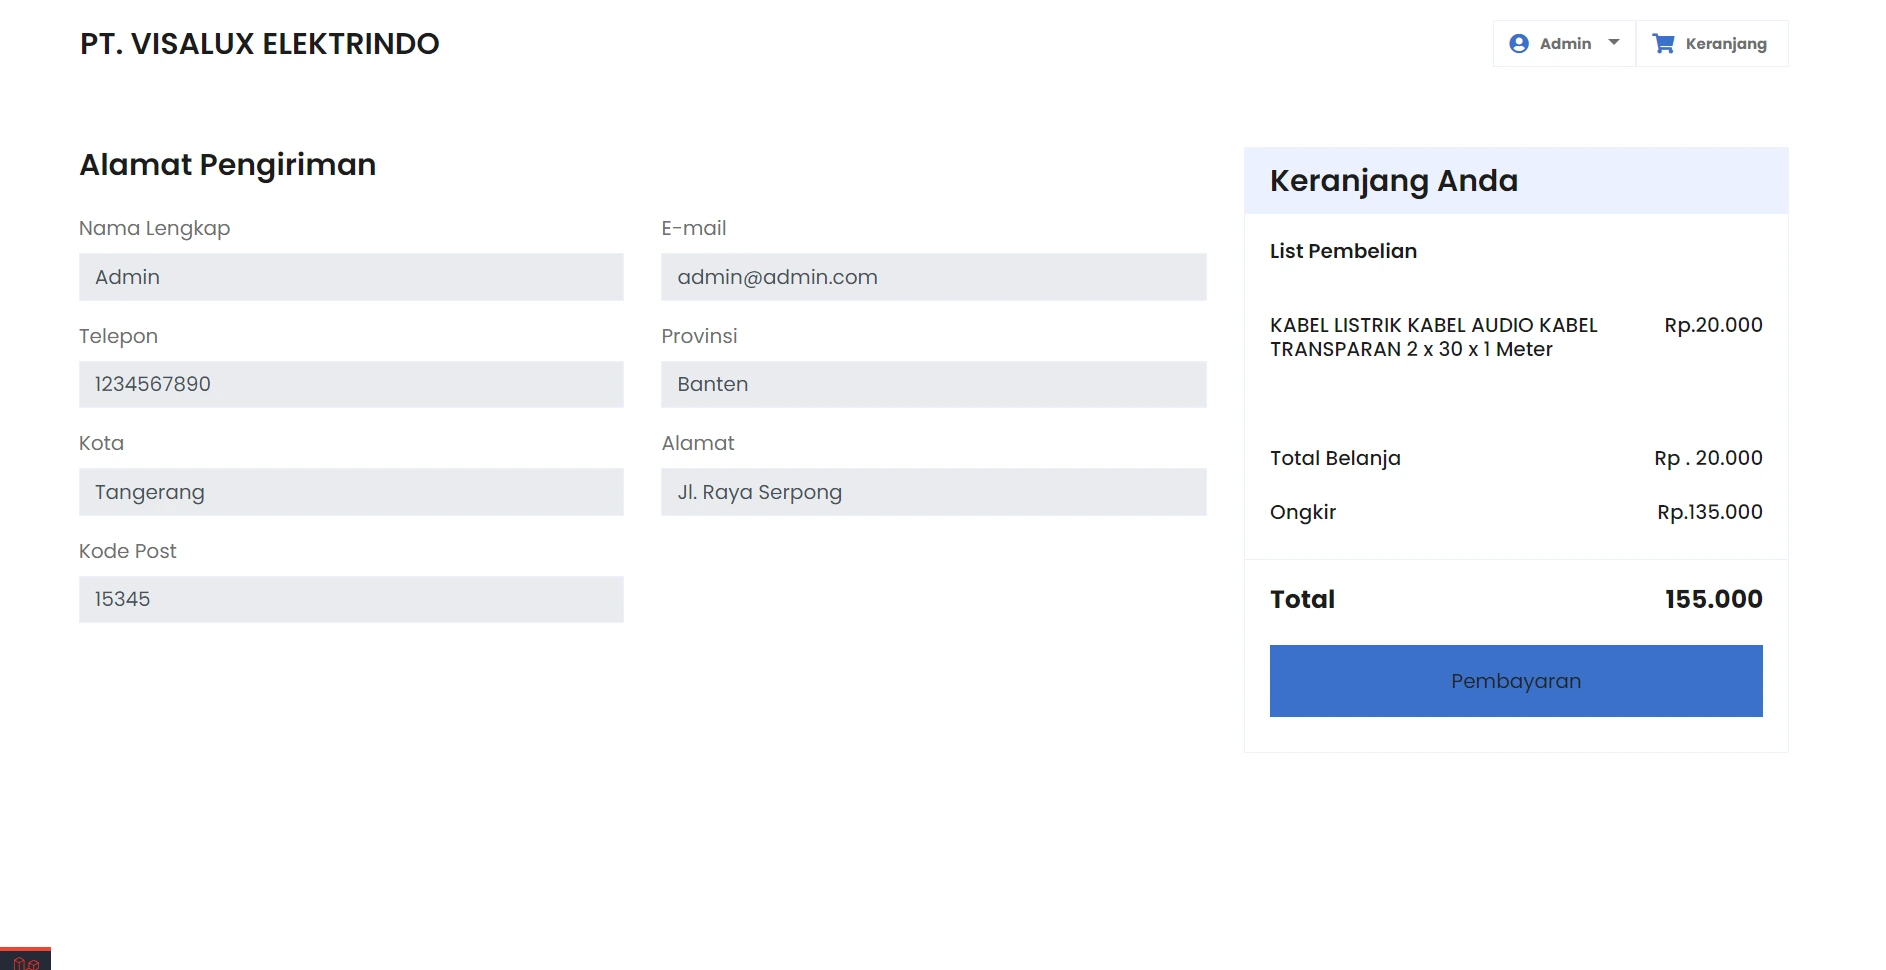 PT. VISALUX ELEKTRINDO
Admin
Keranjang
Alamat Pengiriman
Nama Lengkap
Admin
E-mail
admin@admin.com
Telepon
1234567890
Provinsi
Banten
Kota
Tangerang
Alamat
Jl. Raya Serpong
Kode Post
15345
Keranjang Anda
List Pembelian
KABEL LISTRIK KABEL AUDIO KABEL Rp.20.000
TRANSPARAN 2 x 30 x 1 Meter
Total Belanja Rp . 20.000
Ongkir Rp.135.000
Total 155.000
Pembayaran